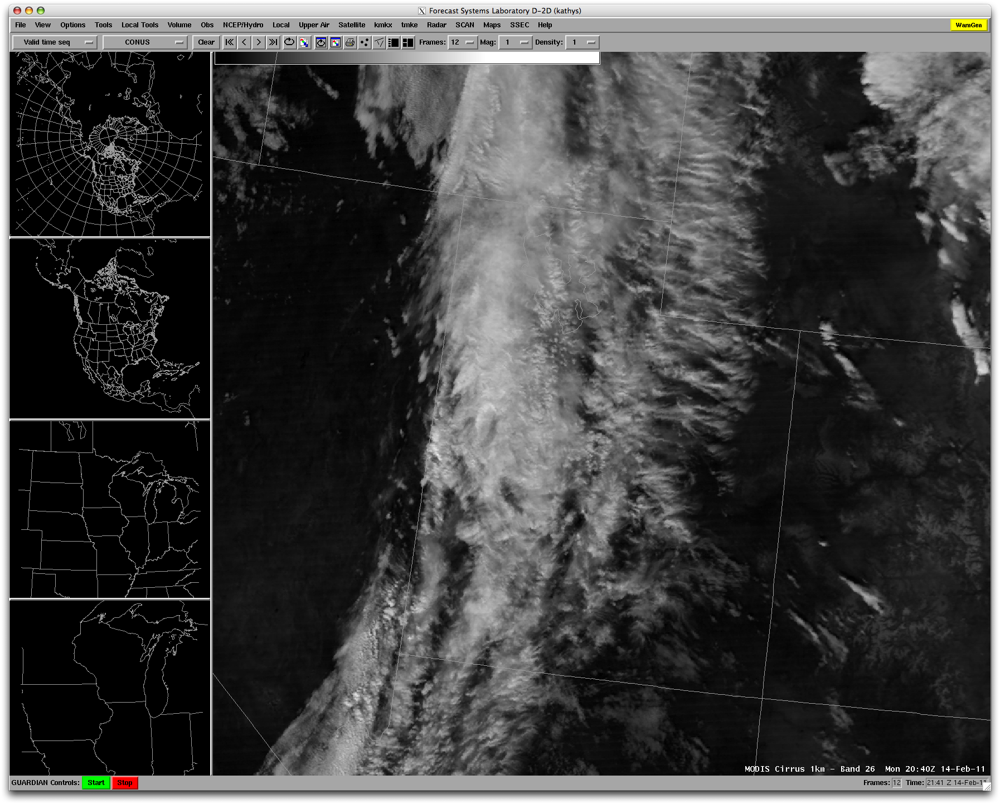 X Forecast Systems Laboratory D-2D (kathys)
File View Options Tools Local Tools Volume Obs NCEP/Hydro Local Upper Air Satellite kmkx tmke Radar SCAN Maps SSEC Help WarnGen
Valid time seq CONUS Clear Frames: 12 Mag: 1 Density: 1
MODIS Cirrus 1km - Band 26 Mon 20:40Z 14-Feb-11
GUARDIAN Controls: Start Stop Frames: 12 Time: 21:41 Z 14-Feb-11